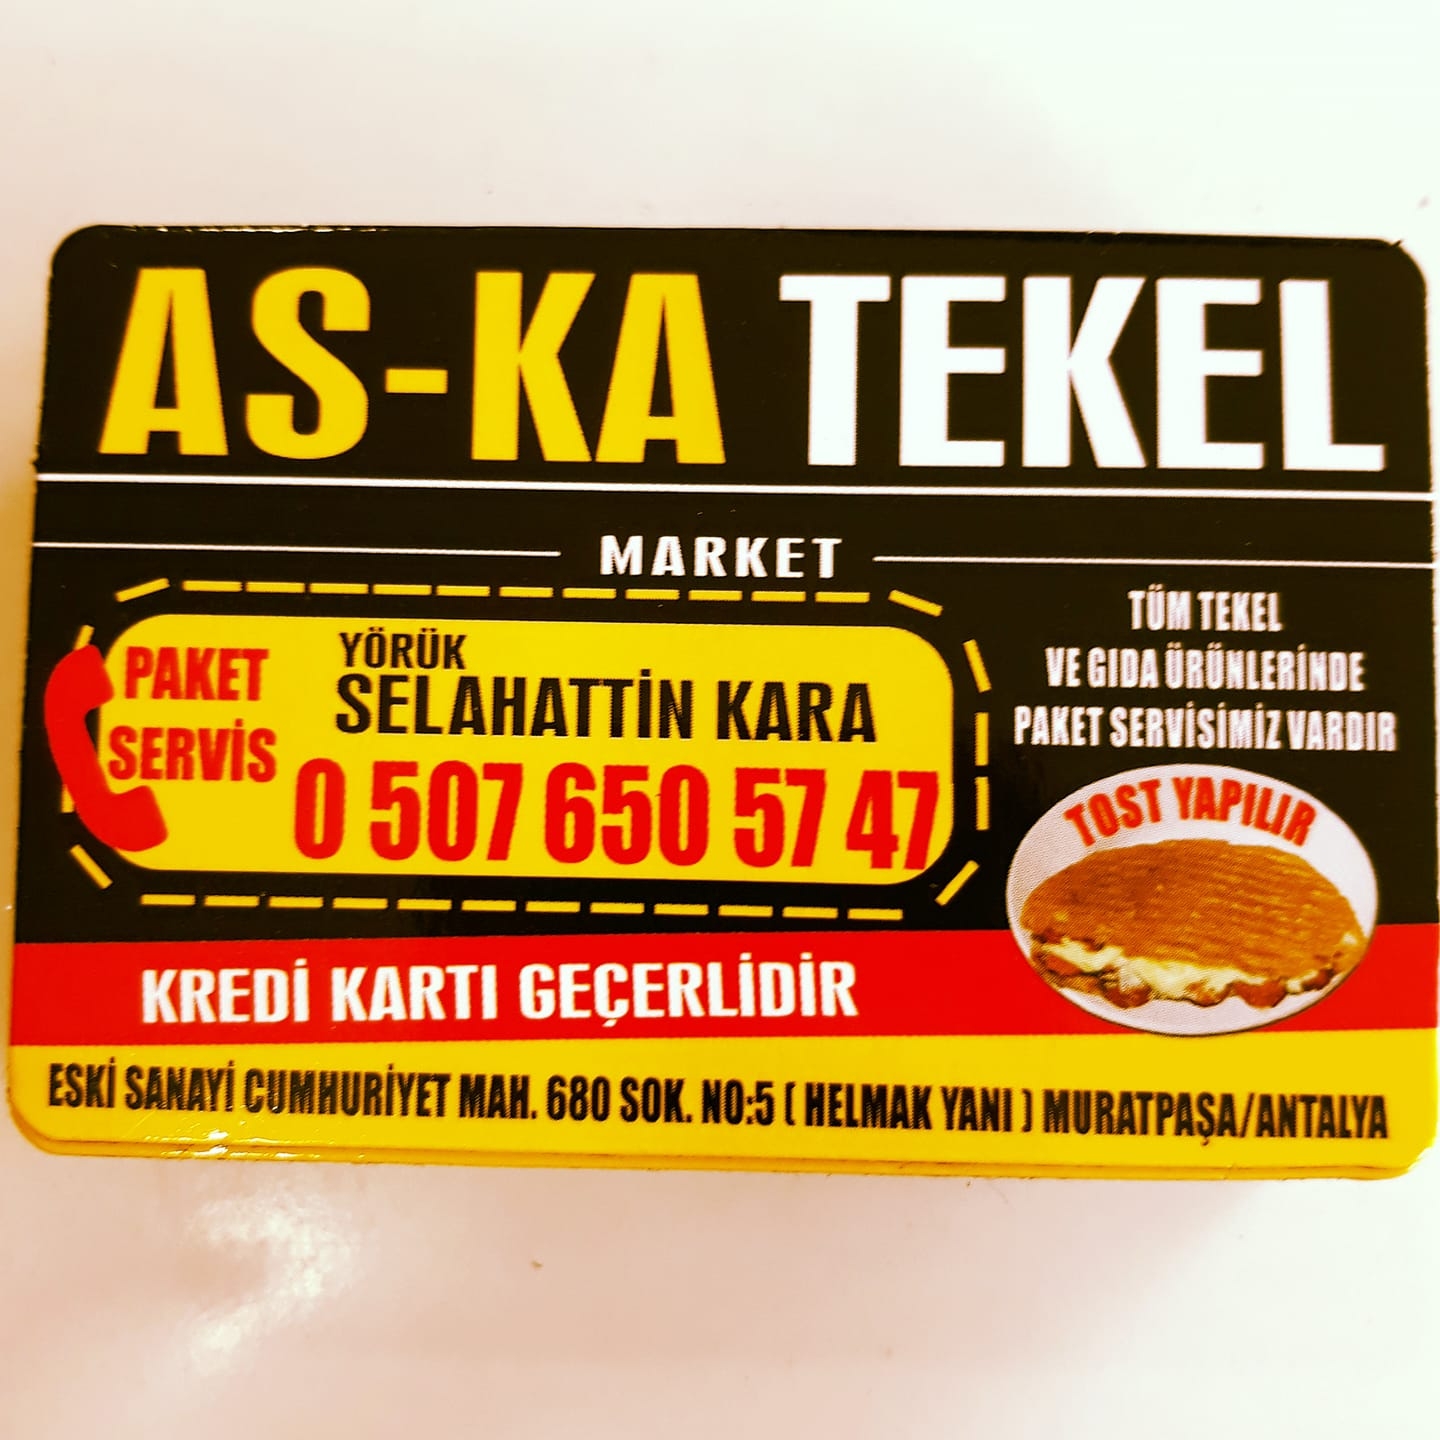 AS-KA TEKEL
MARKET
PAKET
SERVİS
YÖRÜK
SELAHATTİN KARA
0 507 650 57 47
TÜM TEKEL
VE GIDA ÜRÜNLERİNDE
PAKET SERVİSİMİZ VARDIR
TOST YAPILIR
KREDİ KARTI GEÇERLİDİR
ESKİ SANAYİ CUMHURİYET MAH. 680 SOK. NO:5 ( HELMAK YANI ) MURATPAŞA/ANTALYA